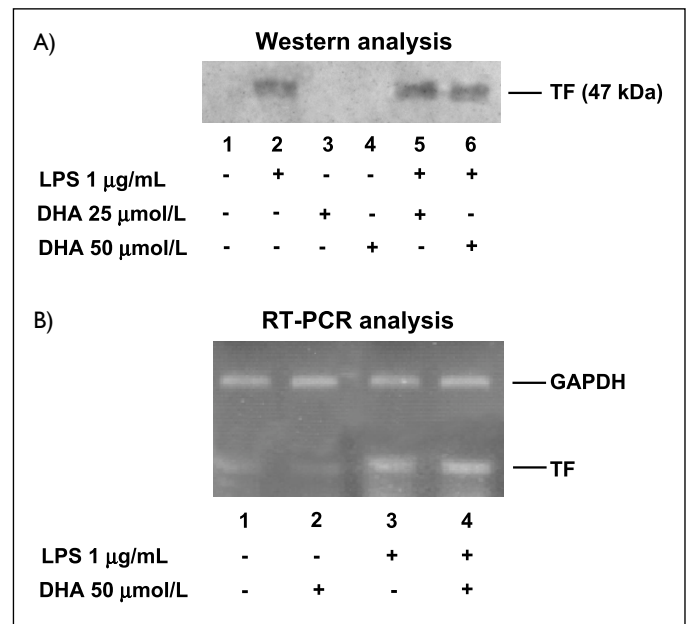 A)
Western analysis
TF (47 kDa)
1 2 3 4 5 6
LPS 1 μg/mL - + - - + +
DHA 25 μmol/L - - + - + -
DHA 50 μmol/L - - - + - +
B)
RT-PCR analysis
GAPDH
TF
1 2 3 4
LPS 1 μg/mL - - + +
DHA 50 μmol/L - + - +